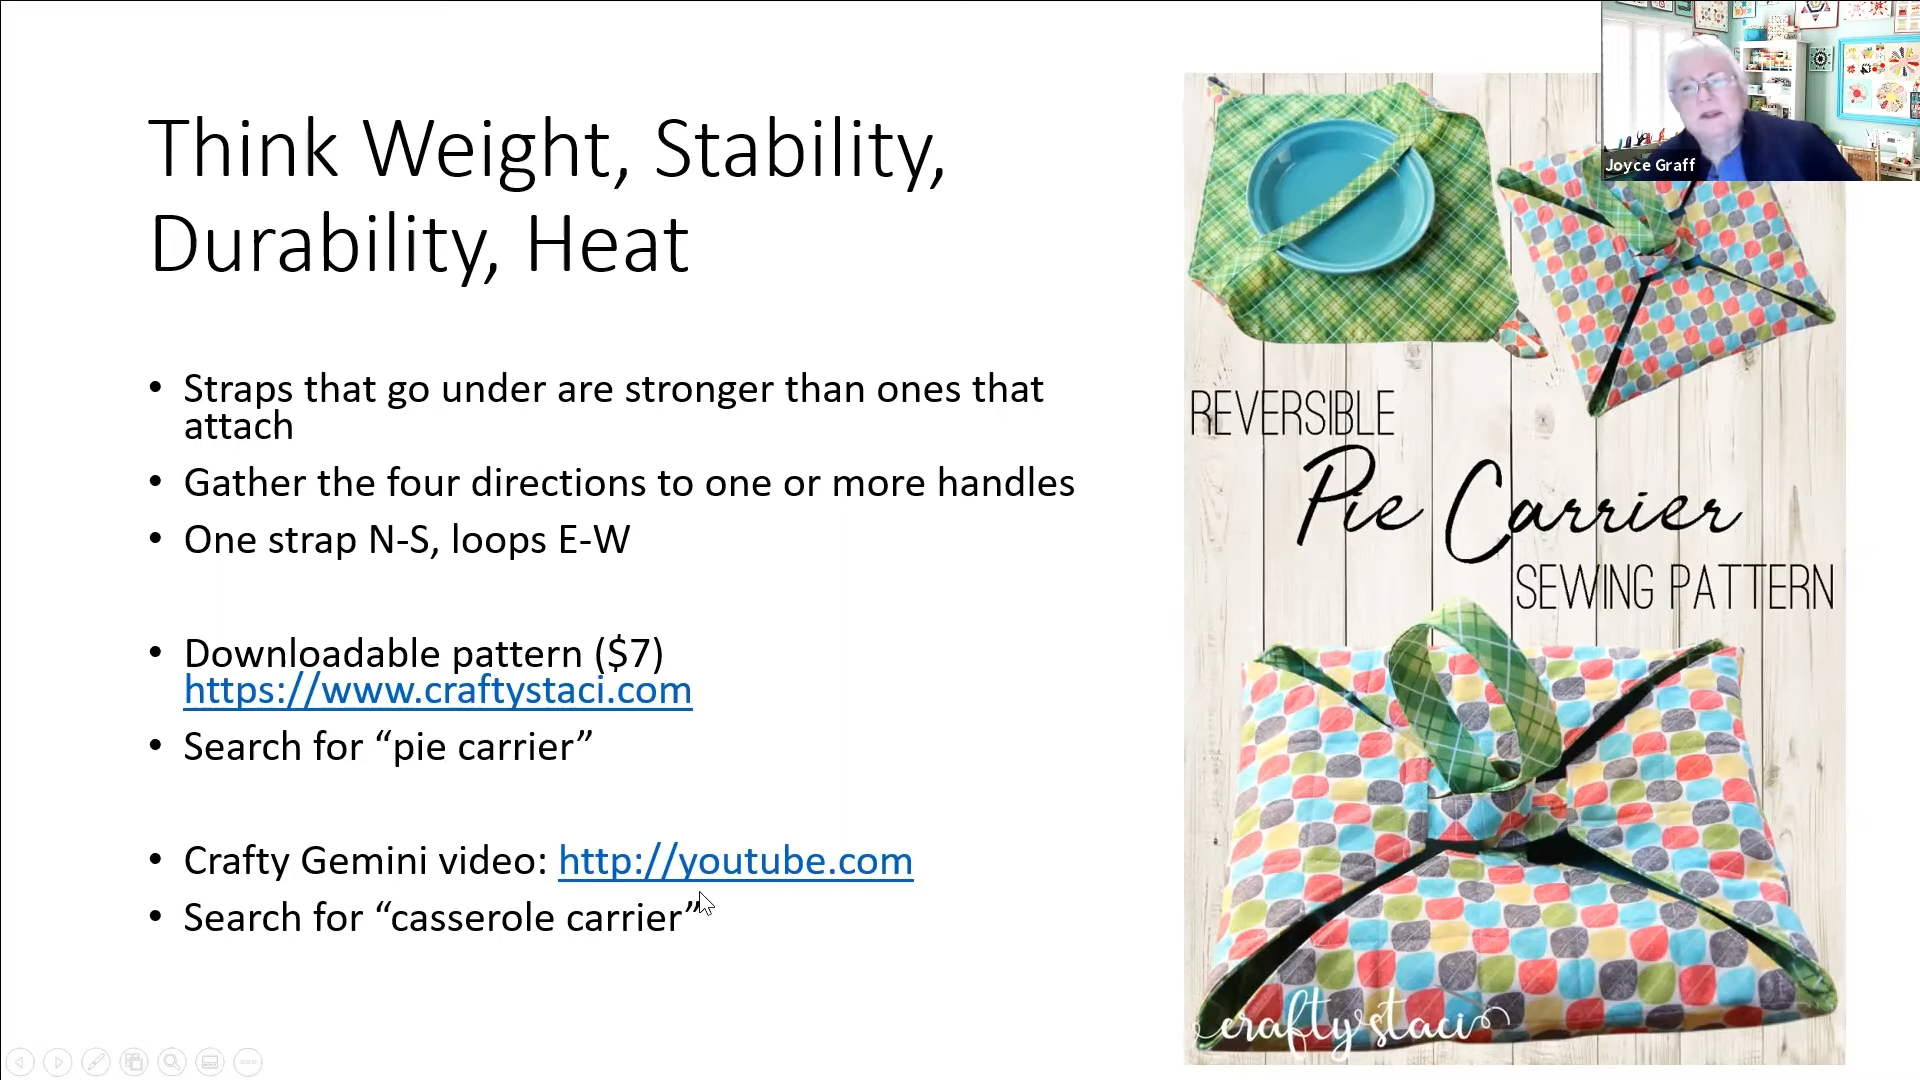 Think Weight, Stability,
Durability, Heat
• Straps that go under are stronger than ones that
attach
• Gather the four directions to one or more handles
• One strap N-S, loops E-W
• Downloadable pattern ($7)
https://www.craftystaci.com
• Search for “pie carrier”
• Crafty Gemini video: http://youtube.com
• Search for “casserole carrier”
Joyce Graff
REVERSIBLE
Pie Carrier
SEWING PATTERN
craftystaci